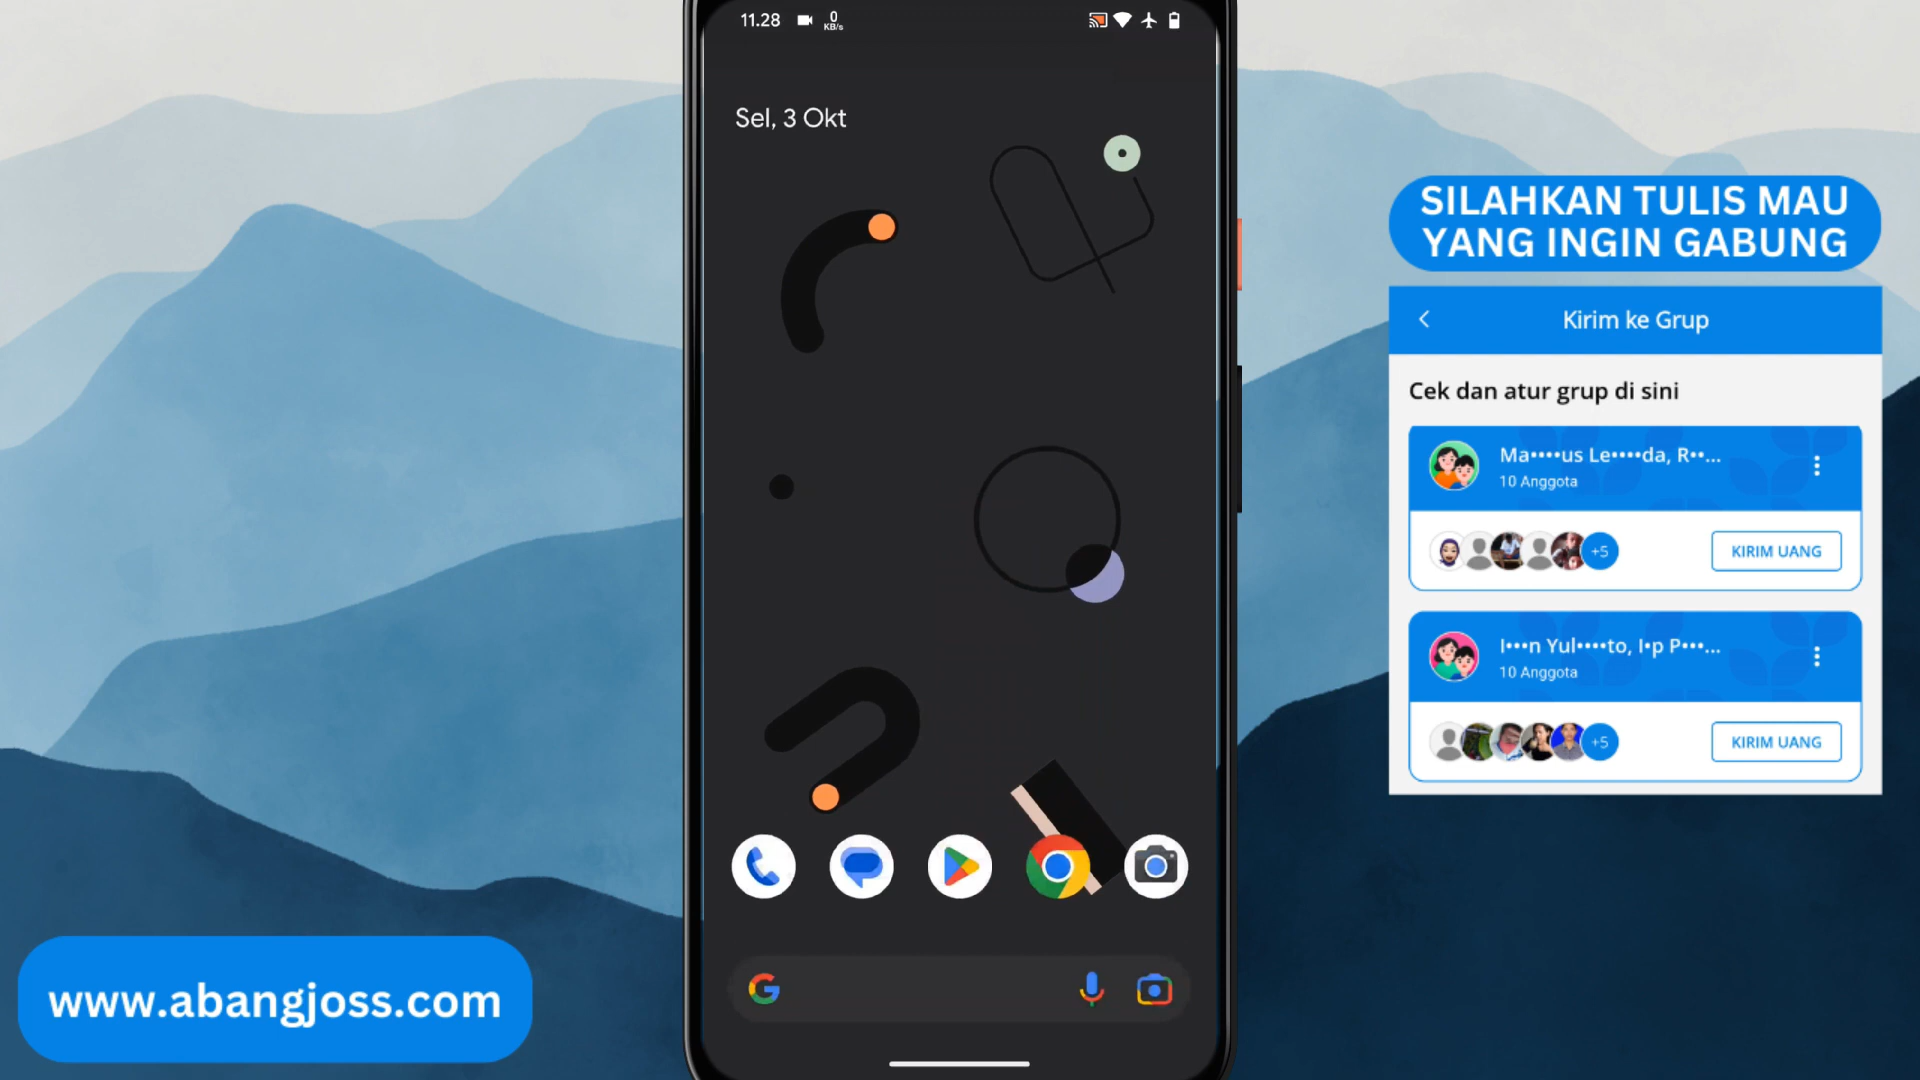 11.28
0
KB/s
Sel, 3 Okt
SILAHKAN TULIS MAU
YANG INGIN GABUNG
Kirim ke Grup
Cek dan atur grup di sini
Ma••••us Le••••da, R••...
10 Anggota
+5
KIRIM UANG
I•••n Yul••••to, I•p P•••...
10 Anggota
+5
KIRIM UANG
www.abangjoss.com